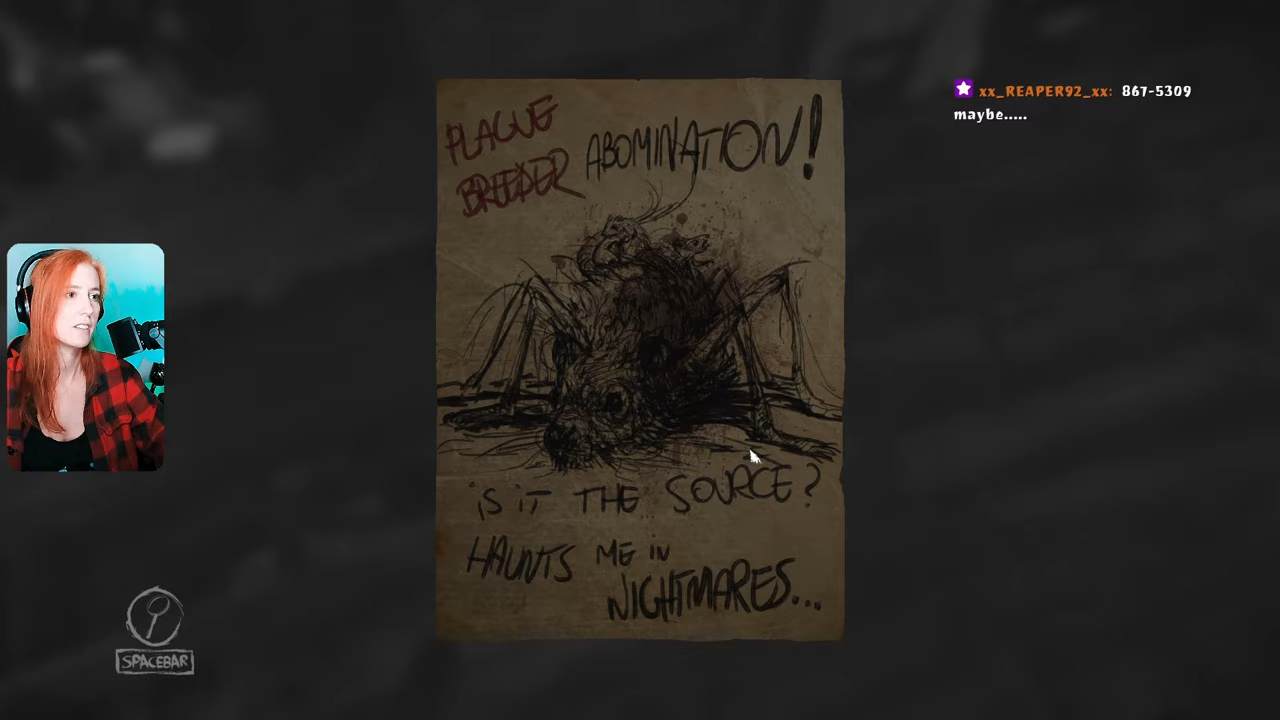 PLAGUE
BREEDER
ABOMINATION!
iS iT THE SOURCE?
HAUNTS ME IN
NIGHTMARES...
xx_REAPER92_xx: 867-5309
maybe.....
SPACEBAR